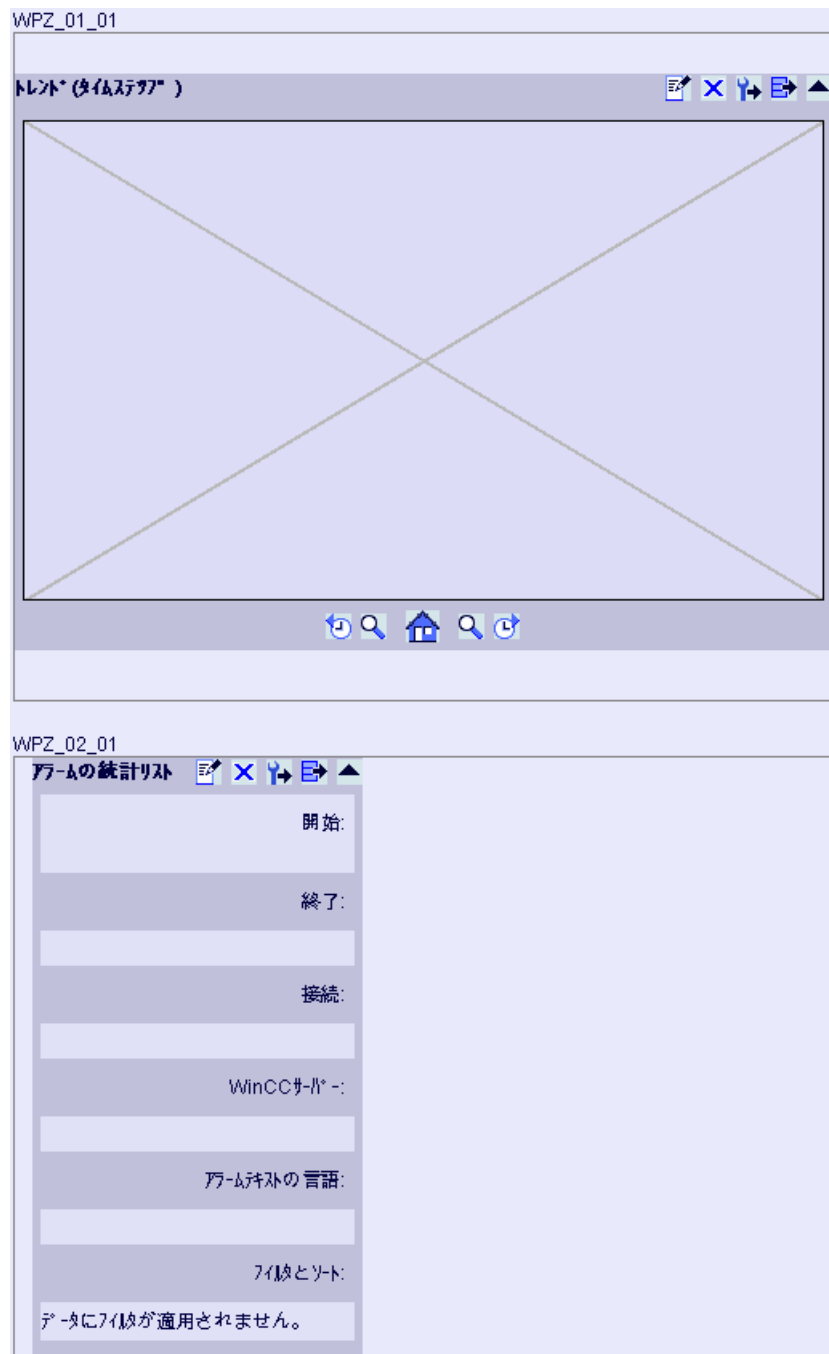 WPZ_01_01
ﾄﾚﾝﾄﾞ(ﾀｲﾑｽﾃｯﾌﾟ)
WPZ_02_01
ｱﾗｰﾑの統計ﾘｽﾄ
開始:
終了:
接続:
WinCCｻｰﾊﾞｰ:
ｱﾗｰﾑﾃｷｽﾄの言語:
ﾌｨﾙﾀとｿｰﾄ:
ﾃﾞｰﾀにﾌｨﾙﾀが適用されません。